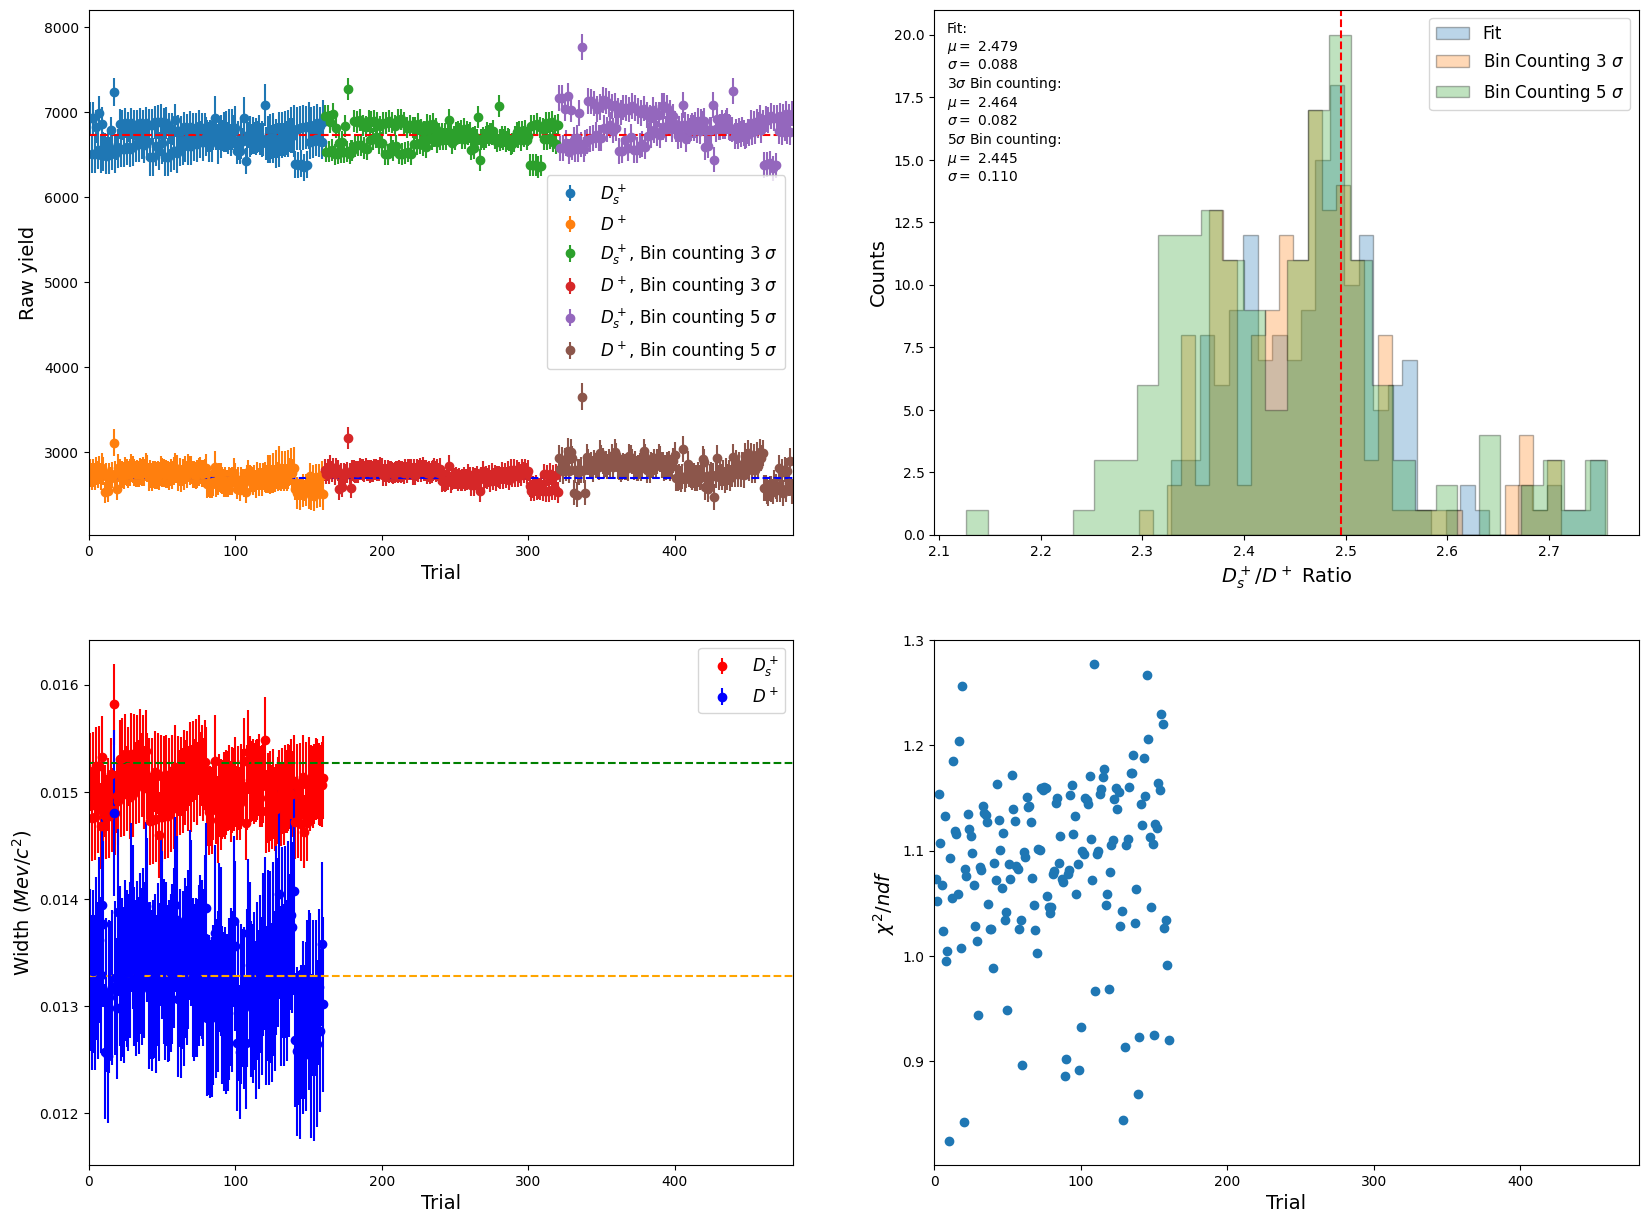 8000
7000
6000
5000
4000
3000
Raw yield
0
100
200
300
400
Trial
$D_s^+$
$D^+$
$D_s^+$, Bin counting 3 σ
$D^+$, Bin counting 3 σ
$D_s^+$, Bin counting 5 σ
$D^+$, Bin counting 5 σ
20.0
17.5
15.0
12.5
10.0
7.5
5.0
2.5
0.0
Counts
Fit:
μ = 2.479
σ = 0.088
3σ Bin counting:
μ = 2.464
σ = 0.082
5σ Bin counting:
μ = 2.445
σ = 0.110
Fit
Bin Counting 3 σ
Bin Counting 5 σ
2.1
2.2
2.3
2.4
2.5
2.6
2.7
$D_s^+/D^+$ Ratio
0.016
0.015
0.014
0.013
0.012
Width ($Mev/c^2$)
$D_s^+$
$D^+$
0
100
200
300
400
Trial
1.3
1.2
1.1
1.0
0.9
$χ^2/ndf$
0
100
200
300
400
Trial